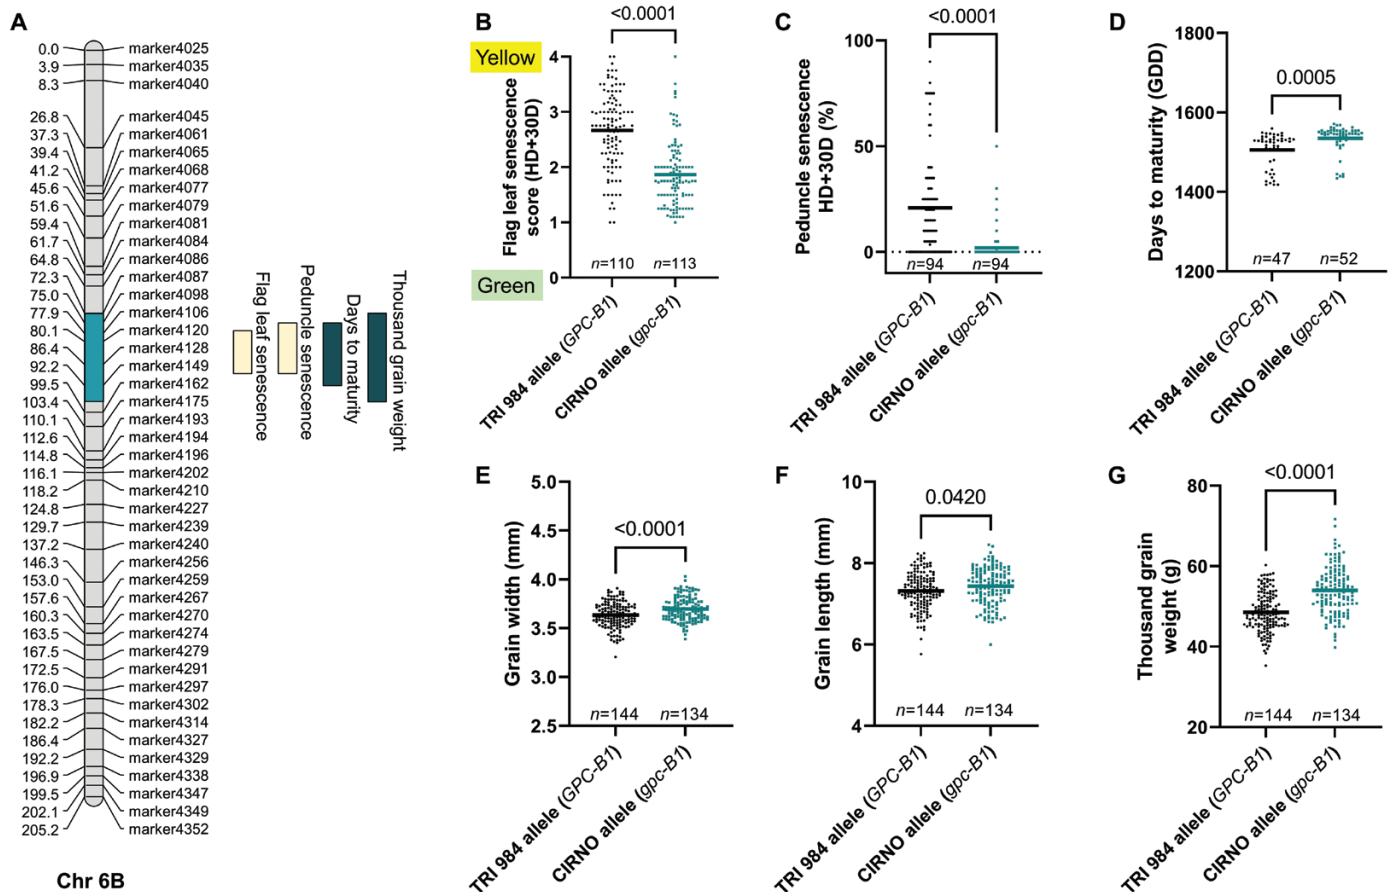 A
0.0 marker4025
3.9 marker4035
8.3 marker4040
26.8 marker4045
37.3 marker4061
39.4 marker4065
41.2 marker4068
45.6 marker4077
51.6 marker4079
59.4 marker4081
61.7 marker4084
64.8 marker4086
72.3 marker4087
75.0 marker4098
77.9 marker4106
80.1 marker4120
86.4 marker4128
92.2 marker4149
99.5 marker4162
103.4 marker4175
110.1 marker4193
112.6 marker4194
114.8 marker4196
116.1 marker4202
118.2 marker4210
124.8 marker4227
129.7 marker4239
137.2 marker4240
146.3 marker4256
153.0 marker4259
157.6 marker4267
160.3 marker4270
163.5 marker4274
167.5 marker4279
172.5 marker4291
176.0 marker4297
178.3 marker4302
182.2 marker4314
186.4 marker4327
192.2 marker4329
196.9 marker4338
199.5 marker4347
202.1 marker4349
205.2 marker4352
Chr 6B
Flag leaf senescence
Peduncle senescence
Days to maturity
Thousand grain weight
B
<0.0001
Yellow
Green
Flag leaf senescence
score (HD+30D)
4
3
2
1
0
n=110 n=113
TRI 984 allele (GPC-B1)
CIRNO allele (gpc-B1)
C
<0.0001
Peduncle senescence
HD+30D (%)
100
50
0
n=94 n=94
TRI 984 allele (GPC-B1)
CIRNO allele (gpc-B1)
D
0.0005
Days to maturity (GDD)
1800
1600
1400
1200
n=47 n=52
TRI 984 allele (GPC-B1)
CIRNO allele (gpc-B1)
E
<0.0001
Grain width (mm)
5.0
4.5
4.0
3.5
3.0
2.5
n=144 n=134
TRI 984 allele (GPC-B1)
CIRNO allele (gpc-B1)
F
0.0420
Grain length (mm)
10
8
6
4
n=144 n=134
TRI 984 allele (GPC-B1)
CIRNO allele (gpc-B1)
G
<0.0001
Thousand grain
weight (g)
80
60
40
20
n=144 n=134
TRI 984 allele (GPC-B1)
CIRNO allele (gpc-B1)